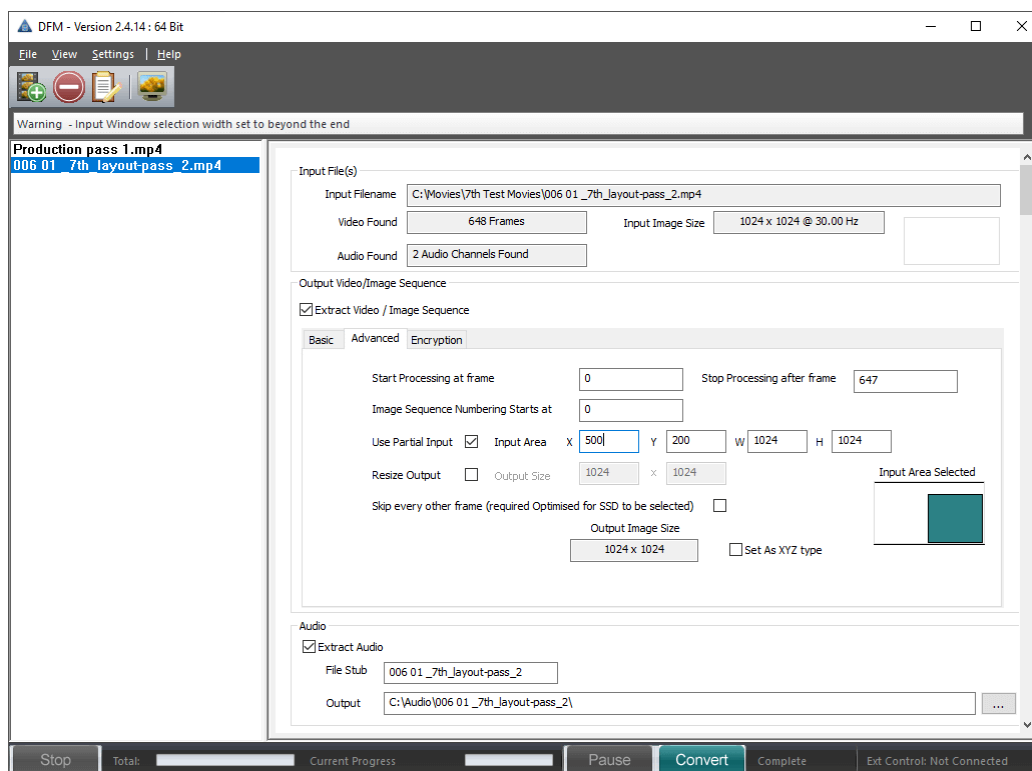 DFM - Version 2.4.14 : 64 Bit
File View Settings | Help
Warning - Input Window selection width set to beyond the end
Production pass 1.mp4
006 01 _7th_layout-pass_2.mp4
Input File(s)
Input Filename C:\Movies\7th Test Movies\006 01 _7th_layout-pass_2.mp4
Video Found 648 Frames Input Image Size 1024 x 1024 @ 30.00 Hz
Audio Found 2 Audio Channels Found
Output Video/Image Sequence
Extract Video / Image Sequence
Basic Advanced Encryption
Start Processing at frame 0 Stop Processing after frame 647
Image Sequence Numbering Starts at 0
Use Partial Input Input Area X 500 Y 200 W 1024 H 1024
Resize Output Output Size 1024 x 1024 Input Area Selected
Skip every other frame (required Optimised for SSD to be selected)
Output Image Size
1024 x 1024 Set As XYZ type
Audio
Extract Audio
File Stub 006 01 _7th_layout-pass_2
Output C:\Audio\006 01 _7th_layout-pass_2\ ...
Stop Total: Current Progress Pause Convert Complete Ext Control: Not Connected